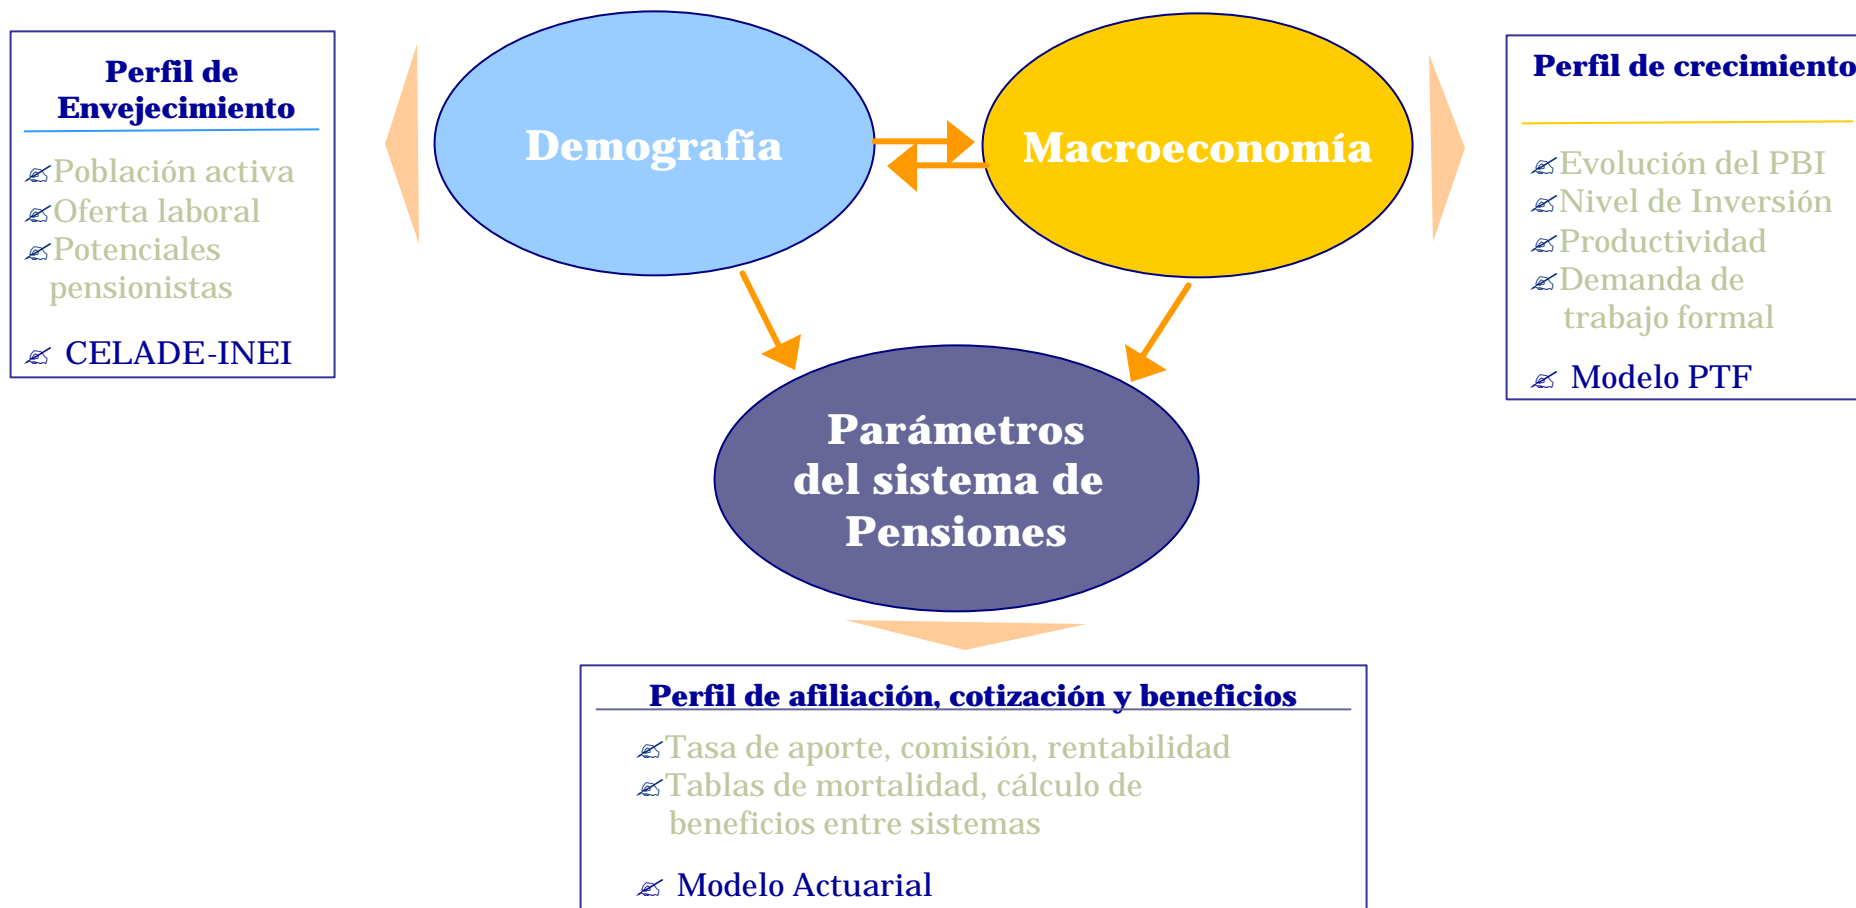 Perfil de
Envejecimiento
Población activa
Oferta laboral
Potenciales
pensionistas
CELADE-INEI
Demografía
Macroeconomía
Perfil de crecimiento
Evolución del PBI
Nivel de Inversión
Productividad
Demanda de
trabajo formal
Modelo PTF
Parámetros
del sistema de
Pensiones
Perfil de afiliación, cotización y beneficios
Tasa de aporte, comisión, rentabilidad
Tablas de mortalidad, cálculo de
beneficios entre sistemas
Modelo Actuarial